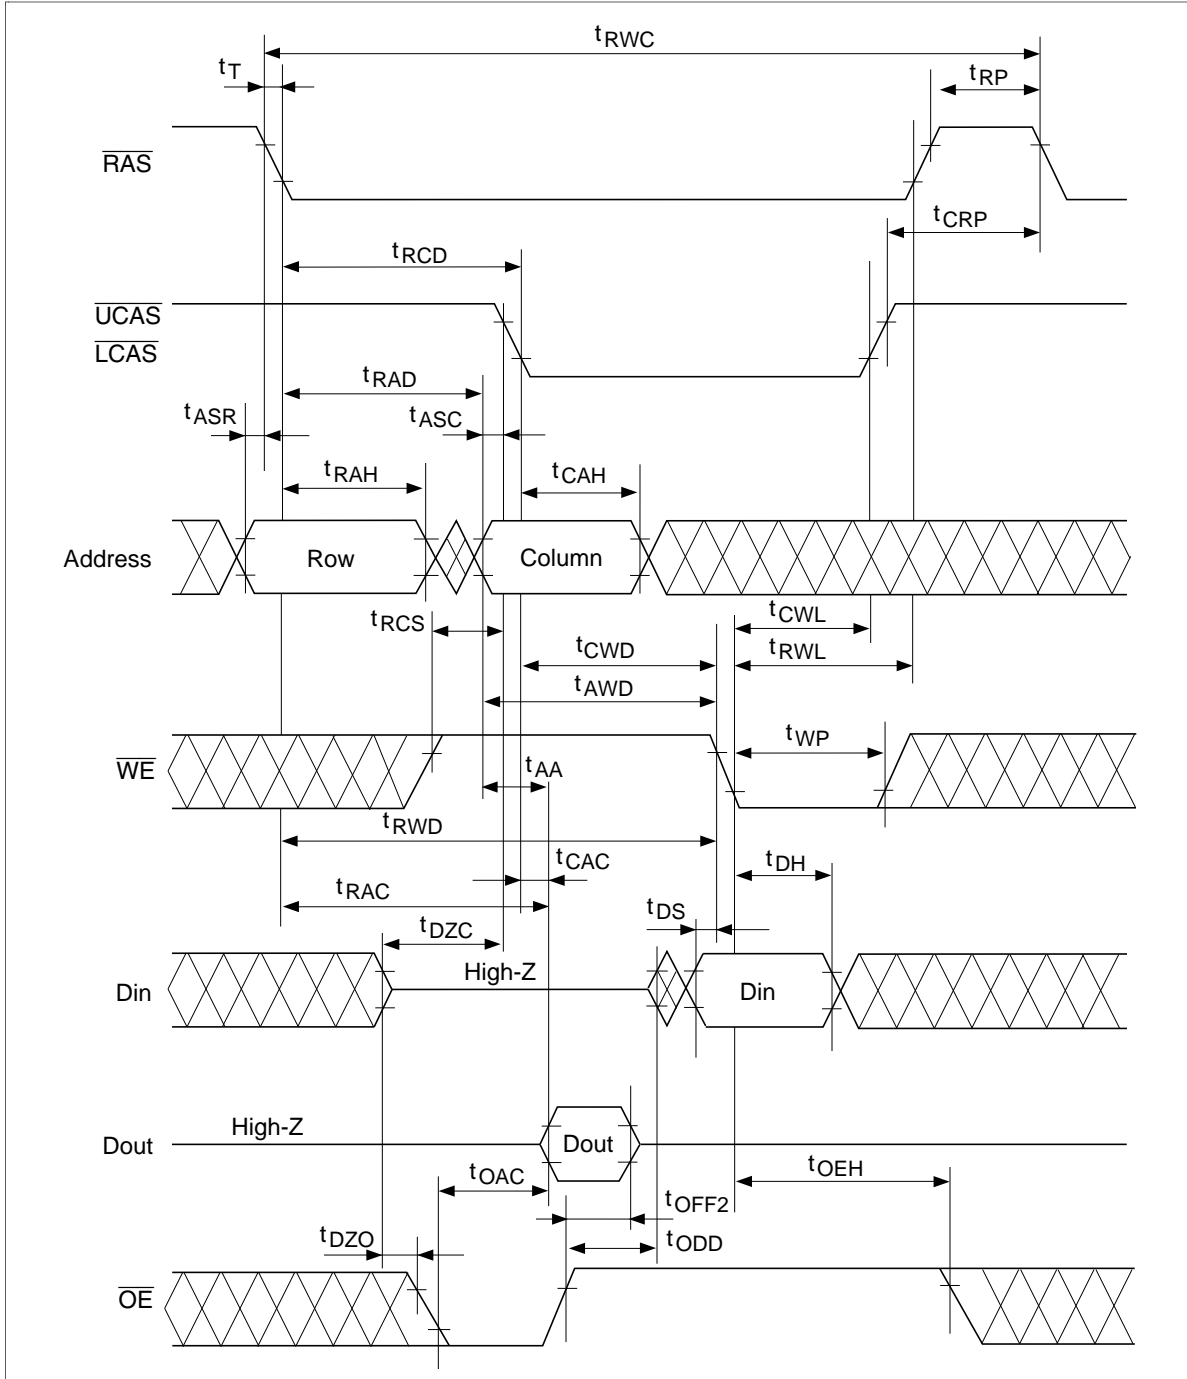 tRWC
tT
tRP
RAS
tCRP
tRCD
UCAS
LCAS
tRAD
tASR
tASC
tRAH
tCAH
Address
Row
Column
tRCS
tCWL
tCWD
tRWL
tAWD
tWP
WE
tAA
tRWD
tCAC
tDH
tRAC
tDS
tDZC
High-Z
Din
Din
High-Z
Dout
Dout
tOAC
tOEH
tOFF2
tDZO
tODD
OE